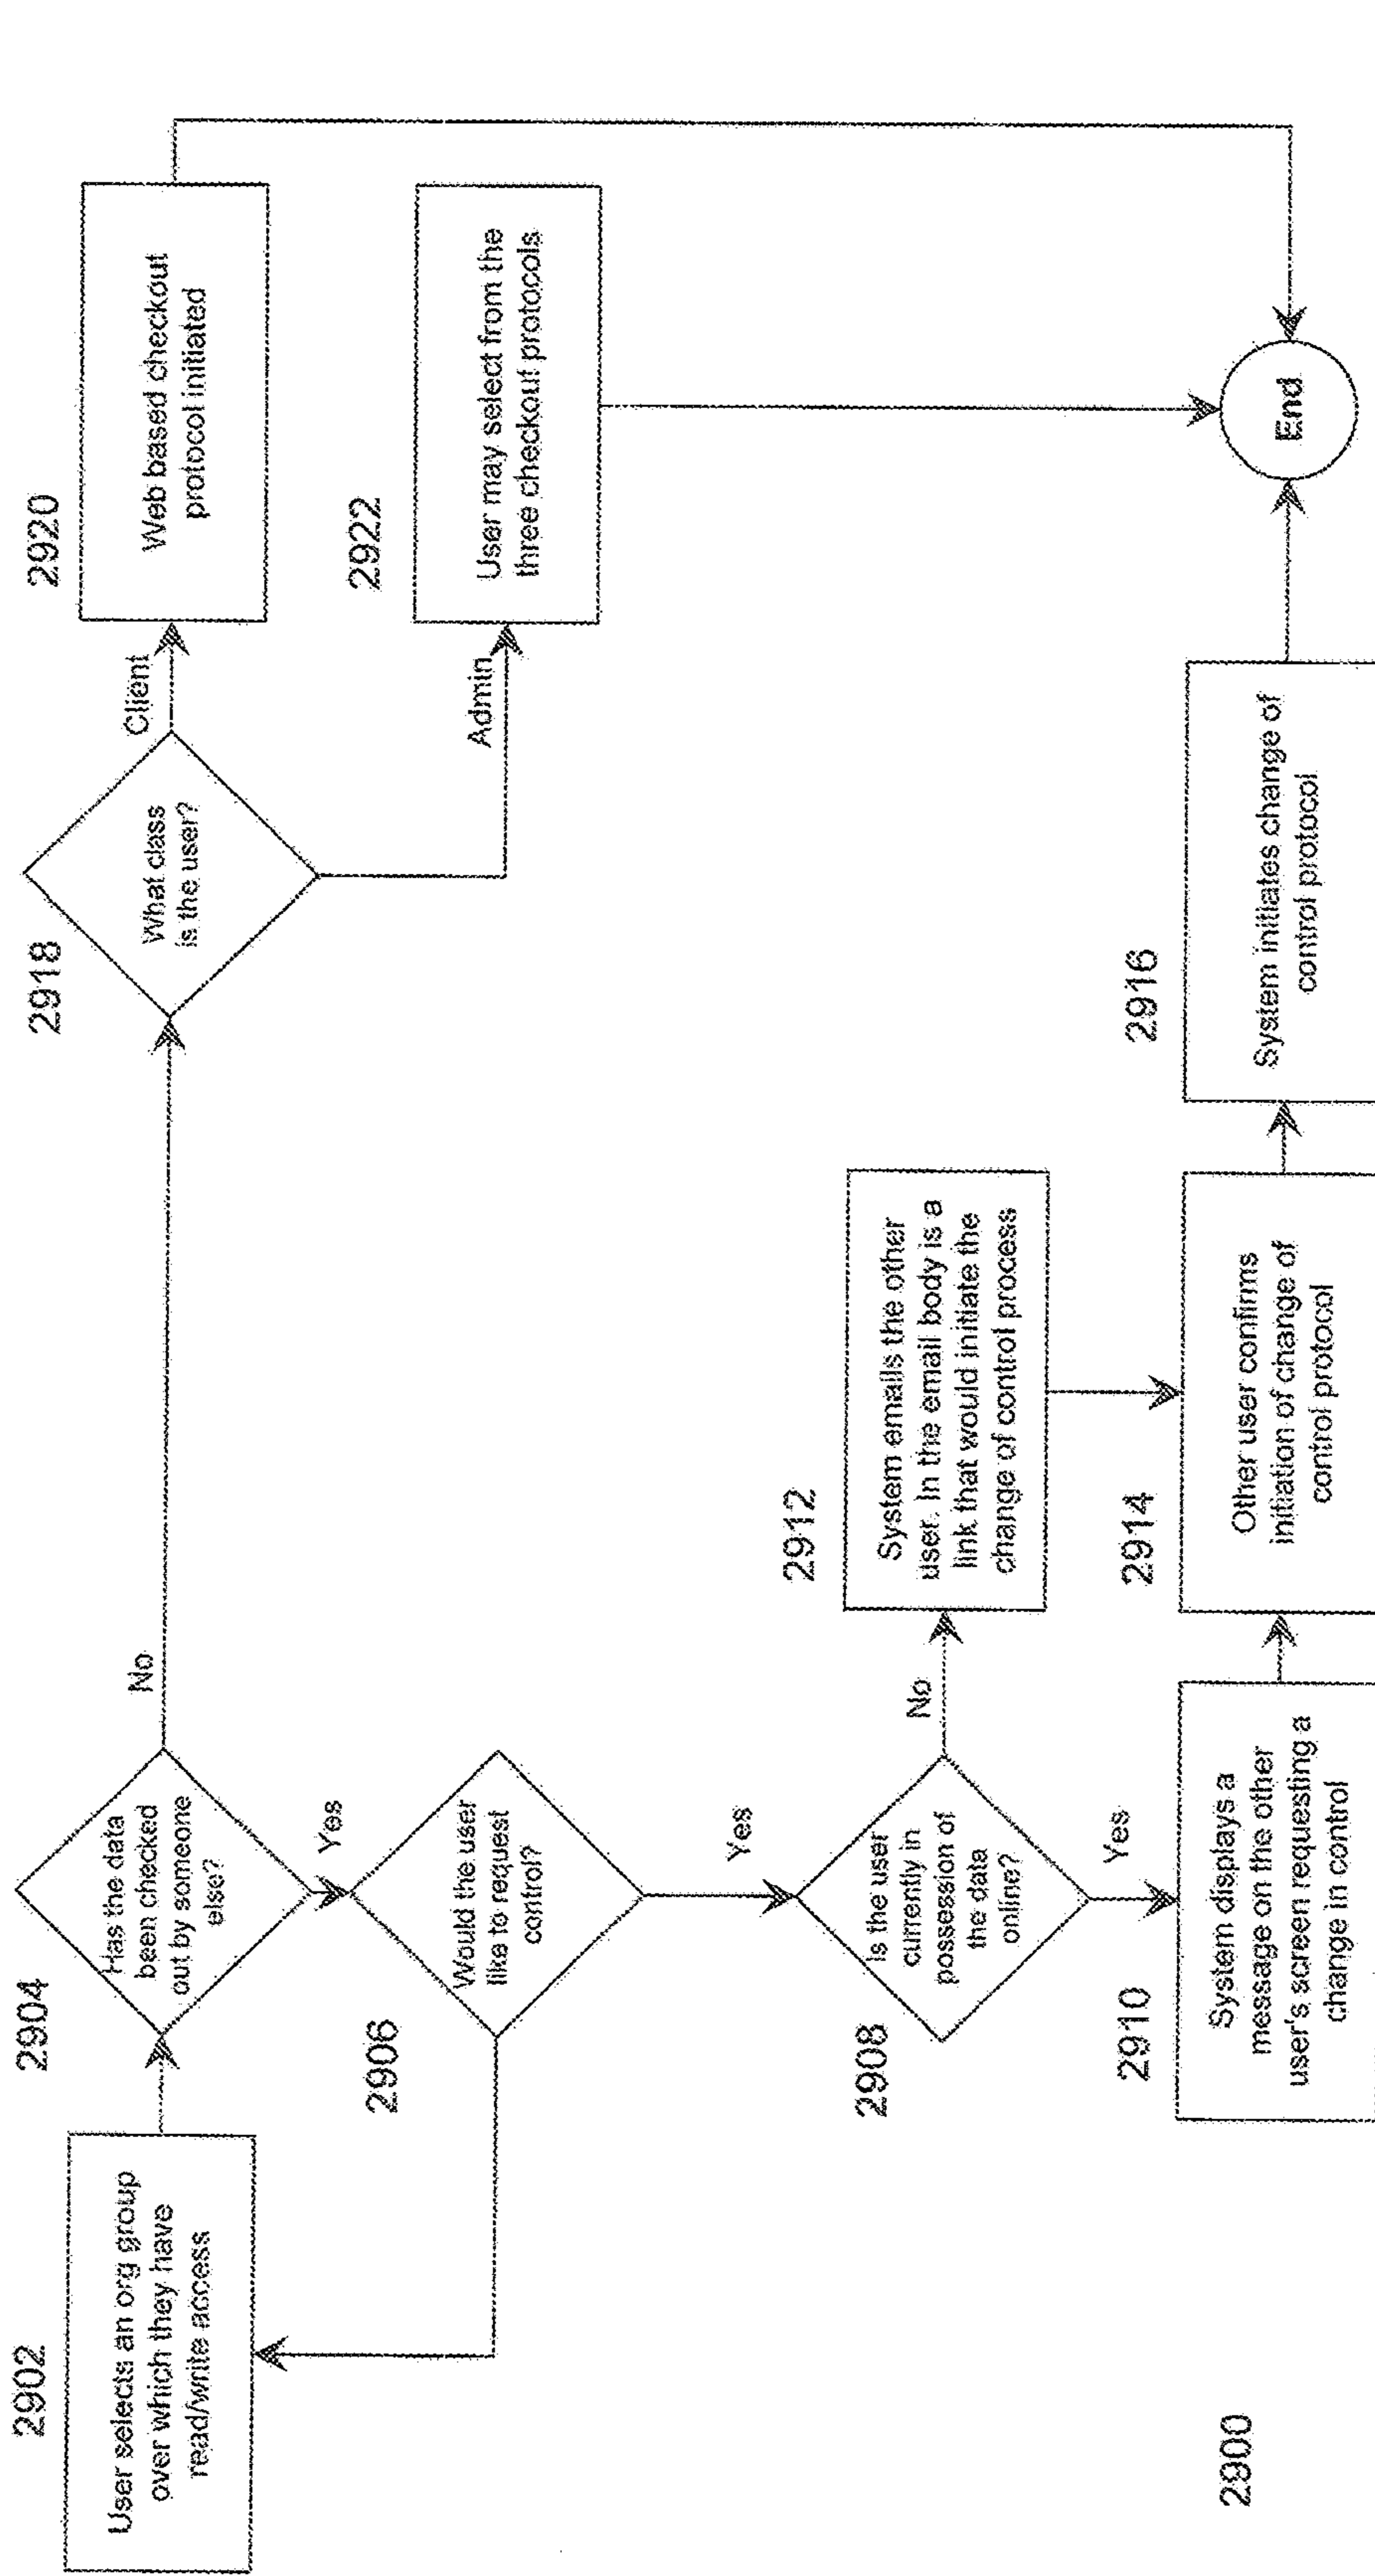 2902
User selects an org group
over which they have
read/write access
2904
Has the data
been checked
out by someone
else?
No
Yes
2906
Would the user
like to request
control?
Yes
2908
Is the user
currently in
possession of
the data
online?
No
Yes
2910
System displays a
message on the other
user's screen requesting a
change in control
2912
System emails the other
user. In the email body is a
link that would initiate the
change of control process
2914
Other user confirms
initiation of change of
control protocol
2916
System initiates change of
control protocol
2918
What class
is the user?
Client
Admin
2920
Web based checkout
protocol initiated
2922
User may select from the
three checkout protocols
End
2900